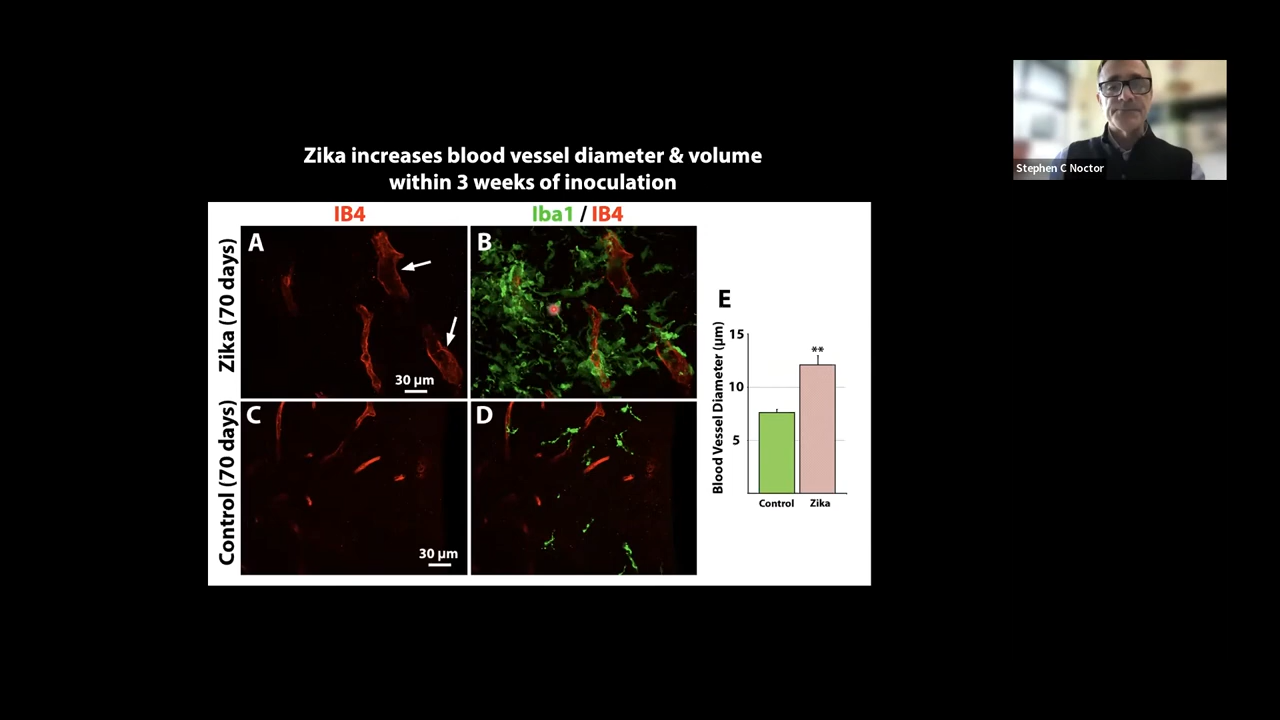 Zika increases blood vessel diameter & volume
within 3 weeks of inoculation
IB4
Iba1 / IB4
Zika (70 days)
A
30 µm
B
Control (70 days)
C
30 µm
D
E
Blood Vessel Diameter (µm)
15
10
5
**
Control
Zika
Stephen C Noctor